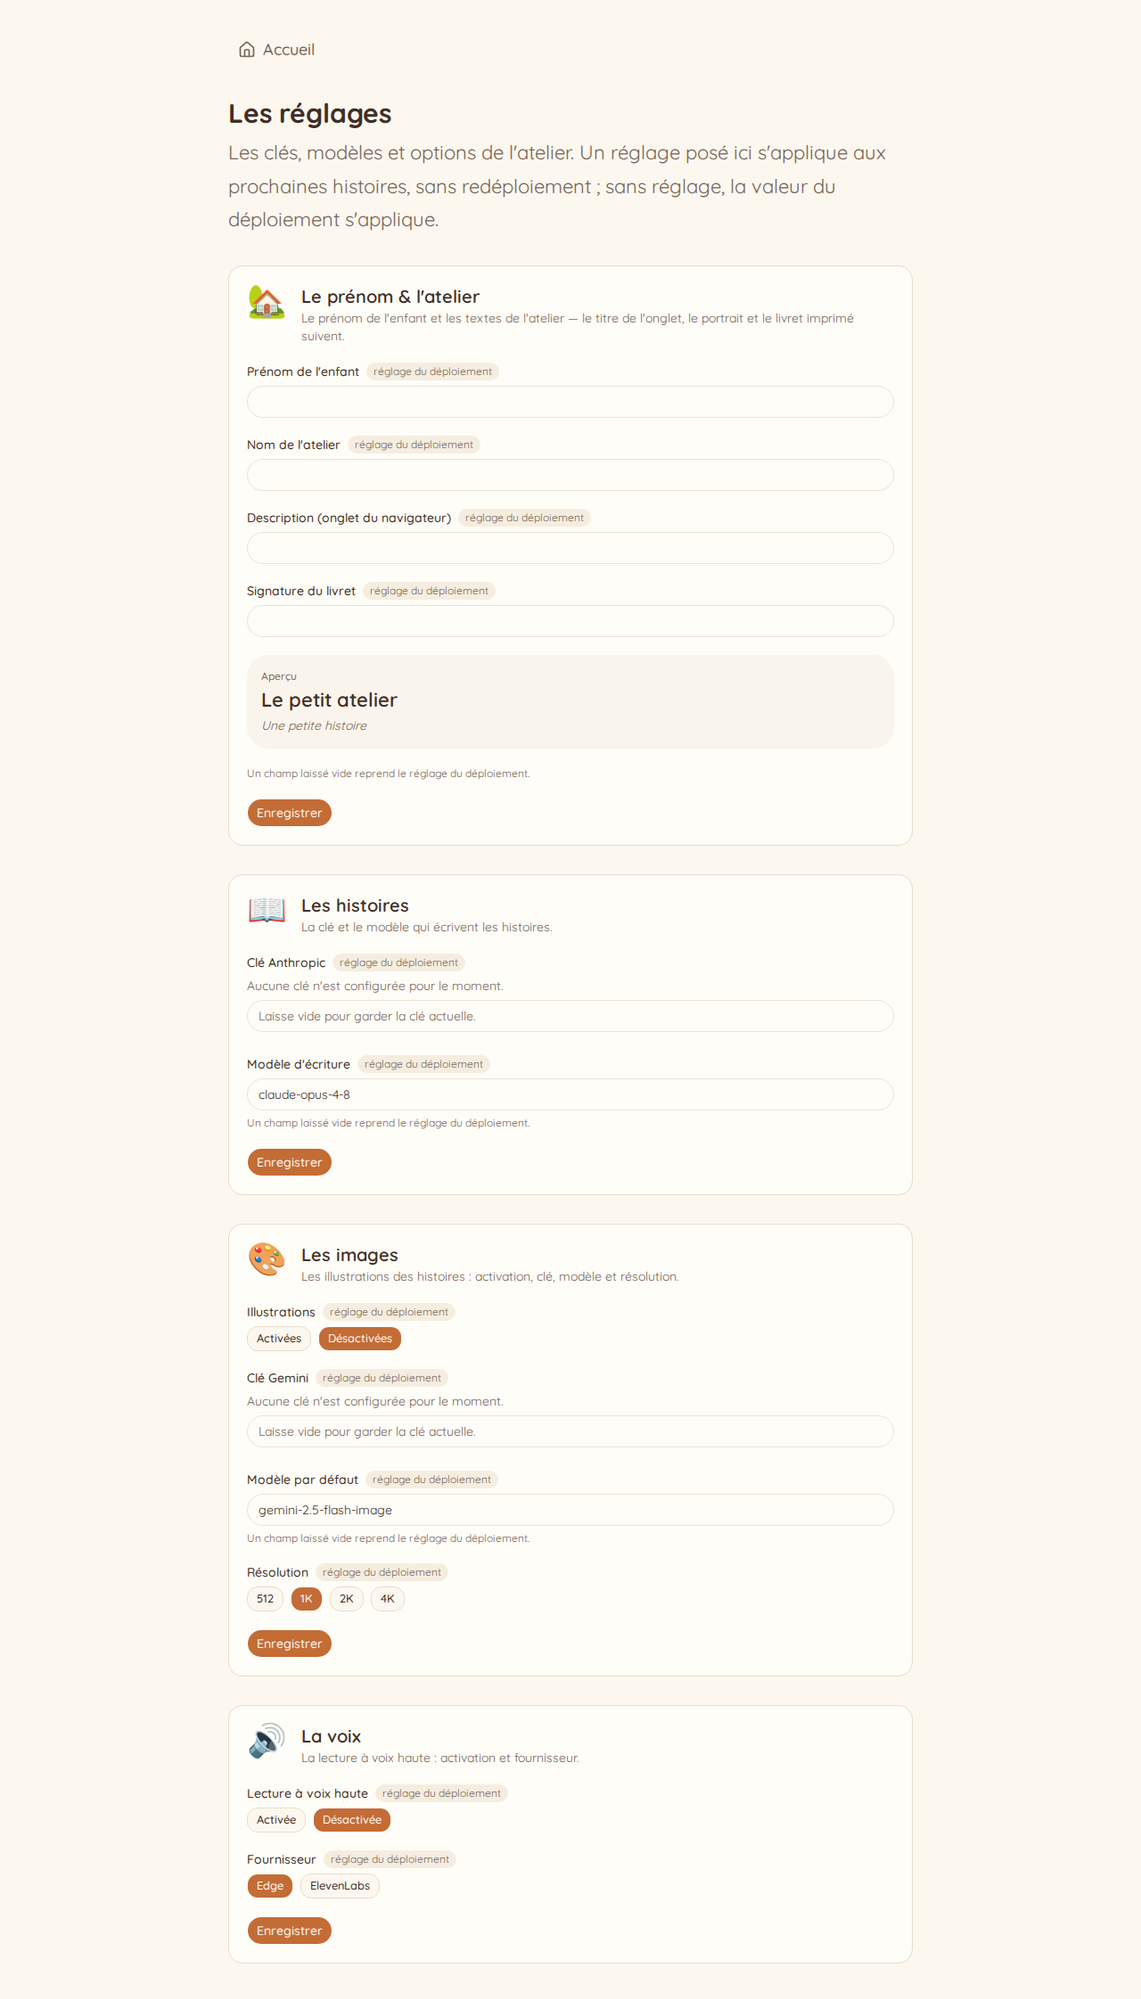 Accueil
Les réglages
Les clés, modèles et options de l'atelier. Un réglage posé ici s'applique aux
prochaines histoires, sans redéploiement ; sans réglage, la valeur du
déploiement s'applique.
Le prénom & l'atelier
Le prénom de l'enfant et les textes de l'atelier — le titre de l'onglet, le portrait et le livret imprimé
suivent.
Prénom de l'enfant réglage du déploiement
Nom de l'atelier réglage du déploiement
Description (onglet du navigateur) réglage du déploiement
Signature du livret réglage du déploiement
Aperçu
Le petit atelier
Une petite histoire
Un champ laissé vide reprend le réglage du déploiement.
Enregistrer
Les histoires
La clé et le modèle qui écrivent les histoires.
Clé Anthropic réglage du déploiement
Aucune clé n'est configurée pour le moment.
Laisse vide pour garder la clé actuelle.
Modèle d'écriture réglage du déploiement
claude-opus-4-8
Un champ laissé vide reprend le réglage du déploiement.
Enregistrer
Les images
Les illustrations des histoires : activation, clé, modèle et résolution.
Illustrations réglage du déploiement
Activées Désactivées
Clé Gemini réglage du déploiement
Aucune clé n'est configurée pour le moment.
Laisse vide pour garder la clé actuelle.
Modèle par défaut réglage du déploiement
gemini-2.5-flash-image
Un champ laissé vide reprend le réglage du déploiement.
Résolution réglage du déploiement
512 1K 2K 4K
Enregistrer
La voix
La lecture à voix haute : activation et fournisseur.
Lecture à voix haute réglage du déploiement
Activée Désactivée
Fournisseur réglage du déploiement
Edge ElevenLabs
Enregistrer